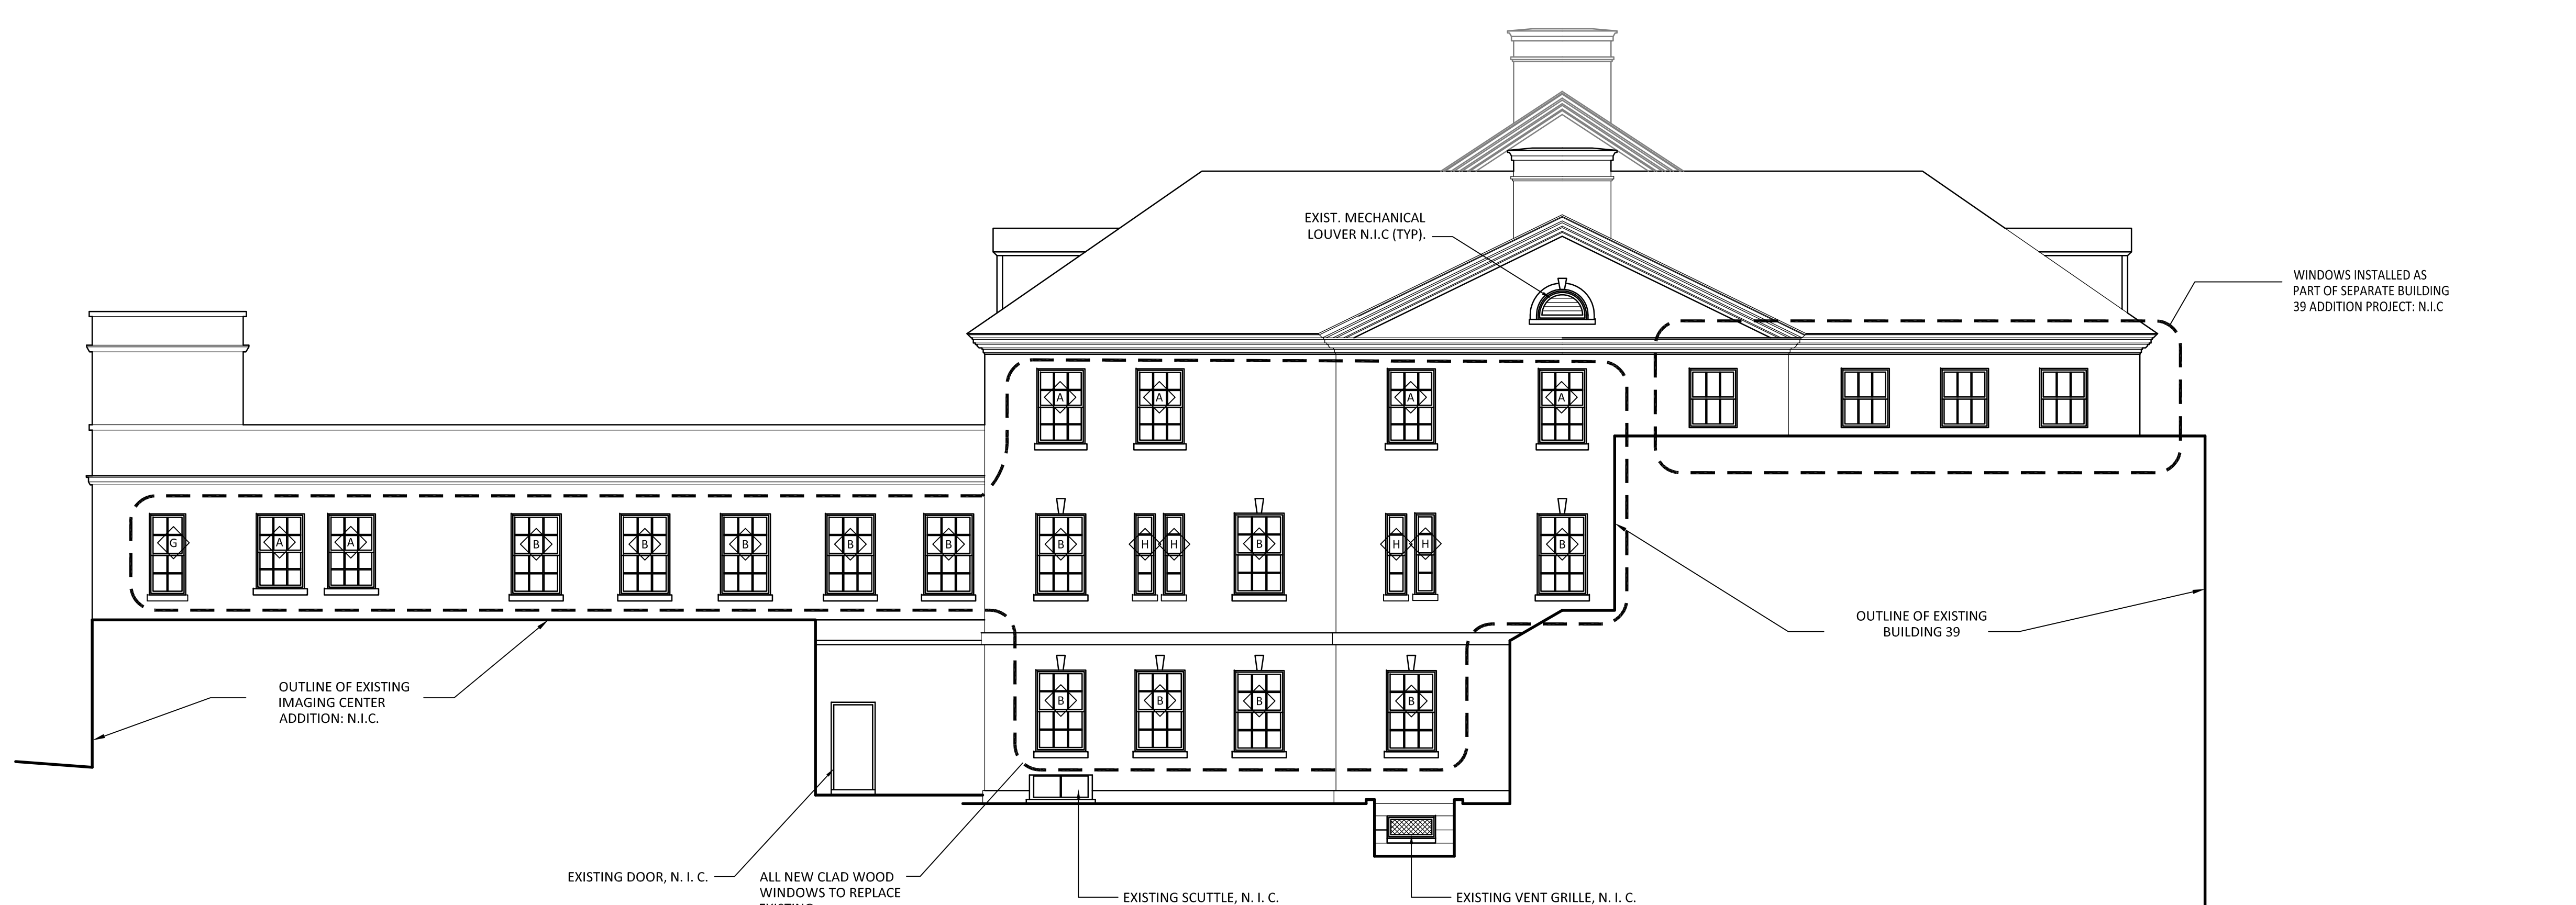 EXIST. MECHANICAL
LOUVER N.I.C (TYP).
WINDOWS INSTALLED AS
PART OF SEPARATE BUILDING
39 ADDITION PROJECT: N.I.C
A
A
A
A
G
A
A
B
B
B
B
B
B
H
H
B
H
H
B
OUTLINE OF EXISTING
BUILDING 39
OUTLINE OF EXISTING
IMAGING CENTER
ADDITION: N.I.C.
B
B
B
B
EXISTING DOOR, N. I. C.
ALL NEW CLAD WOOD
WINDOWS TO REPLACE
EXISTING SCUTTLE, N. I. C.
EXISTING VENT GRILLE, N. I. C.